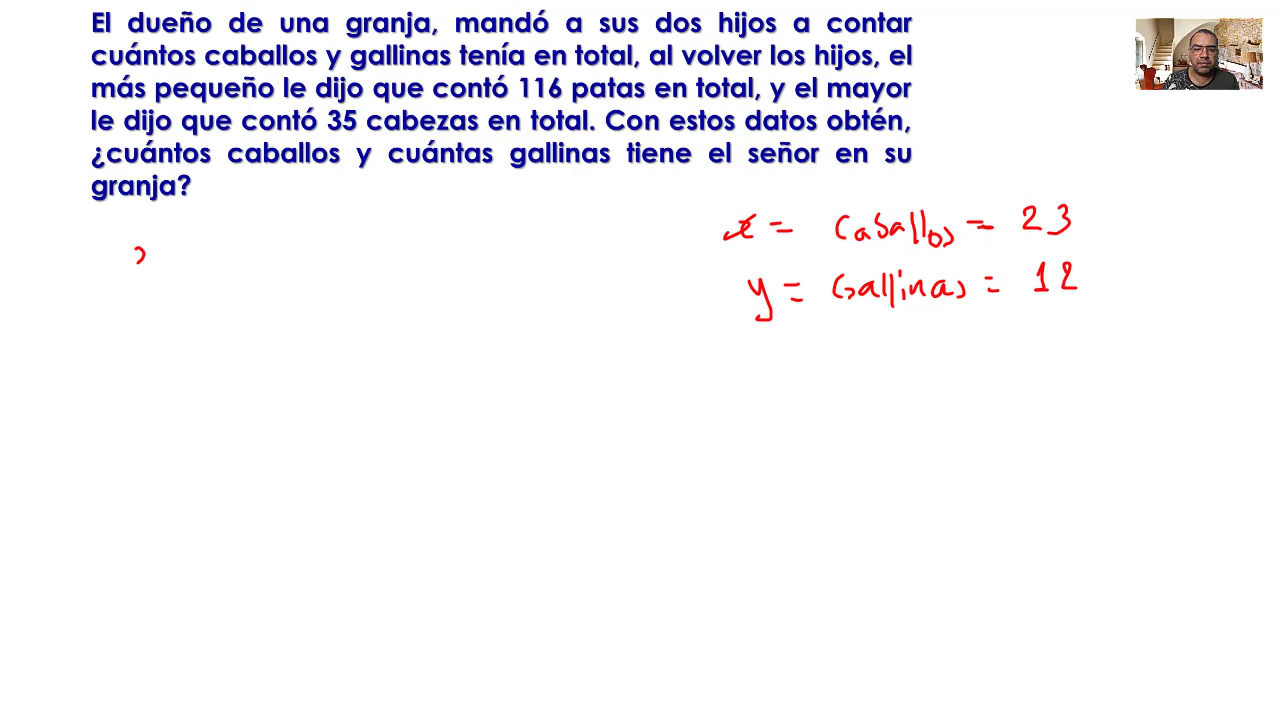 El dueño de una granja, mandó a sus dos hijos a contar
cuántos caballos y gallinas tenía en total, al volver los hijos, el
más pequeño le dijo que contó 116 patas en total, y el mayor
le dijo que contó 35 cabezas en total. Con estos datos obtén,
¿cuántos caballos y cuántas gallinas tiene el señor en su
granja?
x = Caballos = 23
y = Gallinas = 12